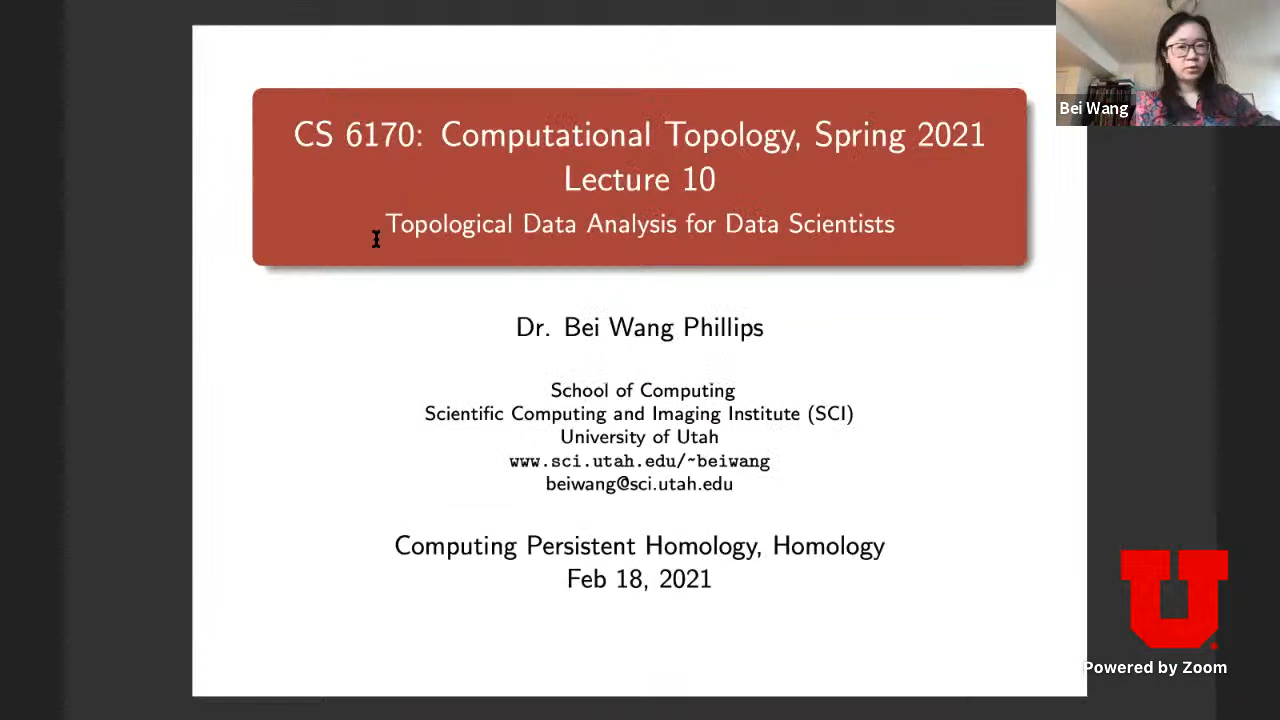 CS 6170: Computational Topology, Spring 2021
Lecture 10
Topological Data Analysis for Data Scientists
Bei Wang
Dr. Bei Wang Phillips
School of Computing
Scientific Computing and Imaging Institute (SCI)
University of Utah
www.sci.utah.edu/~beiwang
beiwang@sci.utah.edu
Computing Persistent Homology, Homology
Feb 18, 2021
U
Powered by Zoom